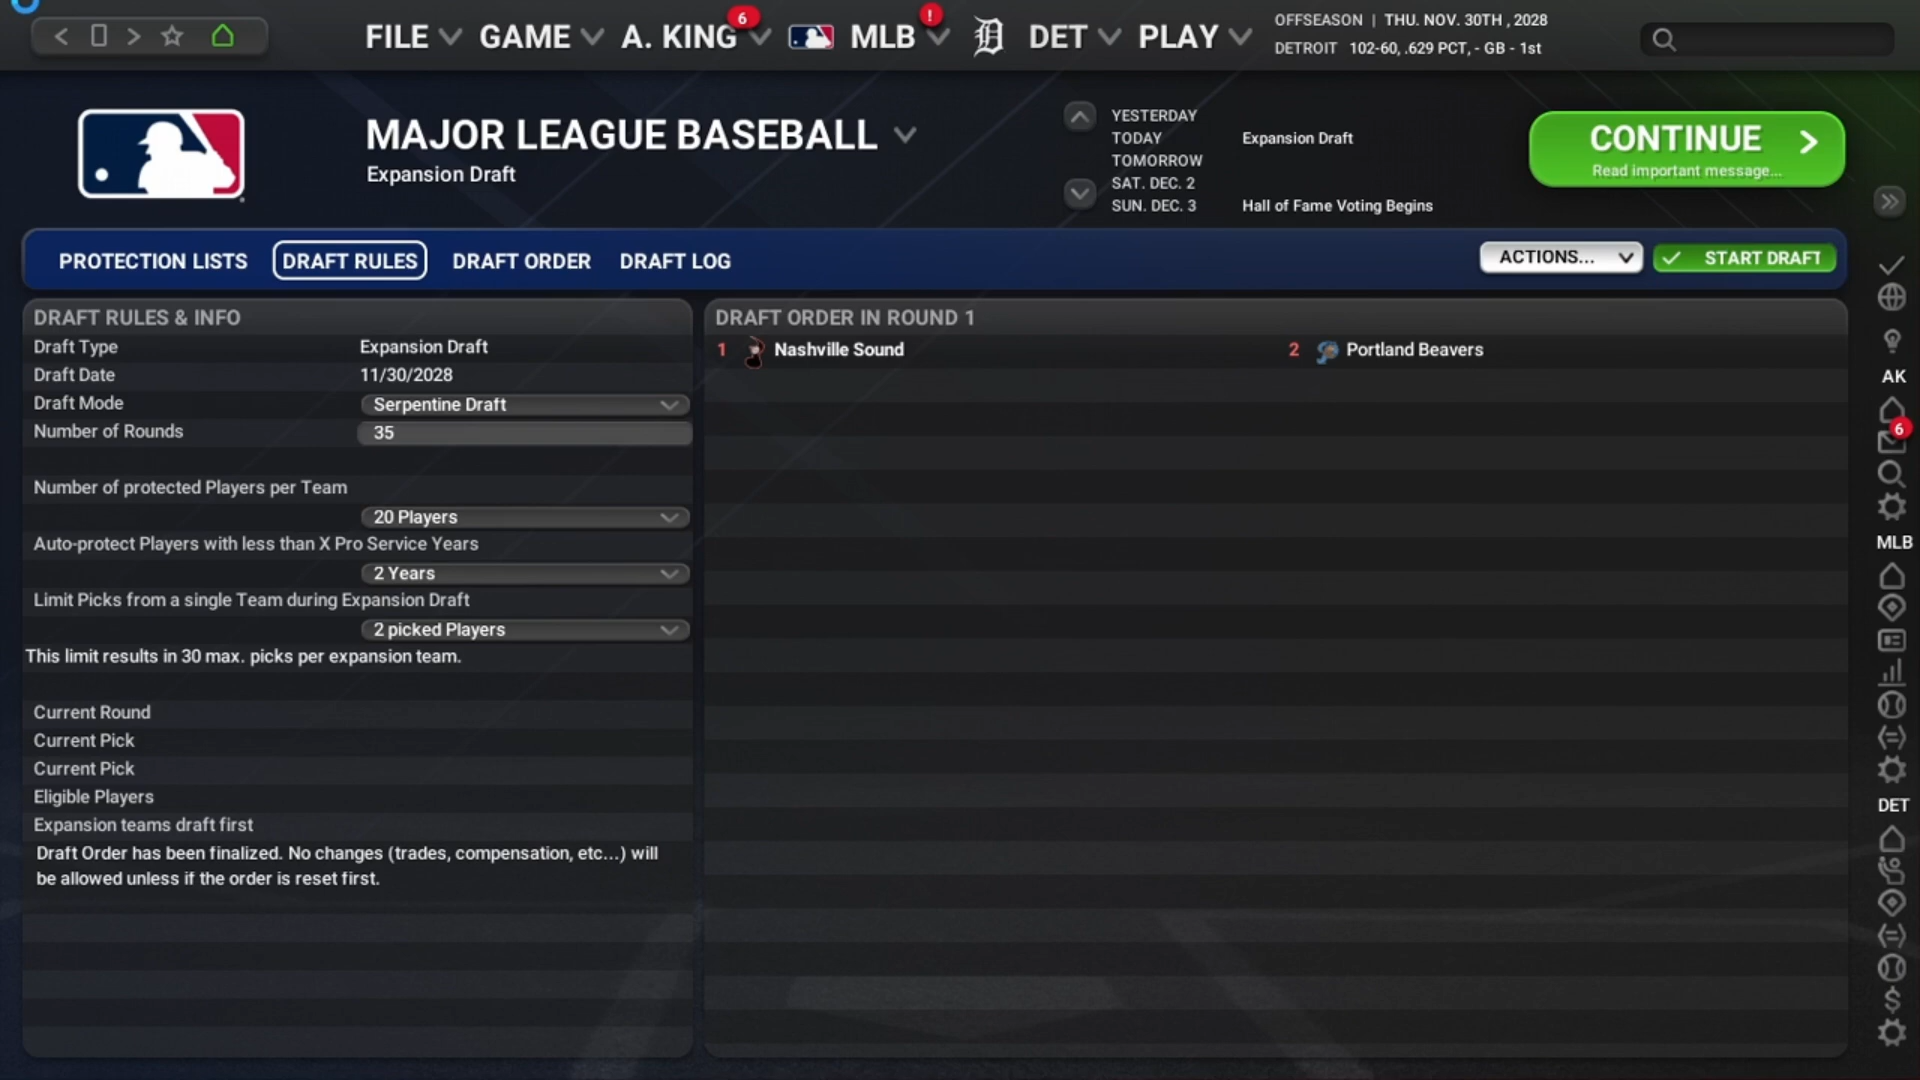 FILE GAME A. KING 6 MLB ! DET PLAY
OFFSEASON | THU. NOV. 30TH , 2028
DETROIT 102-60, .629 PCT, - GB - 1st
MAJOR LEAGUE BASEBALL
Expansion Draft
YESTERDAY
TODAY Expansion Draft
TOMORROW
SAT. DEC. 2
SUN. DEC. 3 Hall of Fame Voting Begins
CONTINUE
Read important message...
PROTECTION LISTS DRAFT RULES DRAFT ORDER DRAFT LOG
ACTIONS... START DRAFT
DRAFT RULES & INFO
Draft Type Expansion Draft
Draft Date 11/30/2028
Draft Mode Serpentine Draft
Number of Rounds 35
Number of protected Players per Team
20 Players
Auto-protect Players with less than X Pro Service Years
2 Years
Limit Picks from a single Team during Expansion Draft
2 picked Players
This limit results in 30 max. picks per expansion team.
Current Round
Current Pick
Current Pick
Eligible Players
Expansion teams draft first
Draft Order has been finalized. No changes (trades, compensation, etc...) will
be allowed unless if the order is reset first.
DRAFT ORDER IN ROUND 1
1 Nashville Sound 2 Portland Beavers
AK
6
MLB
DET